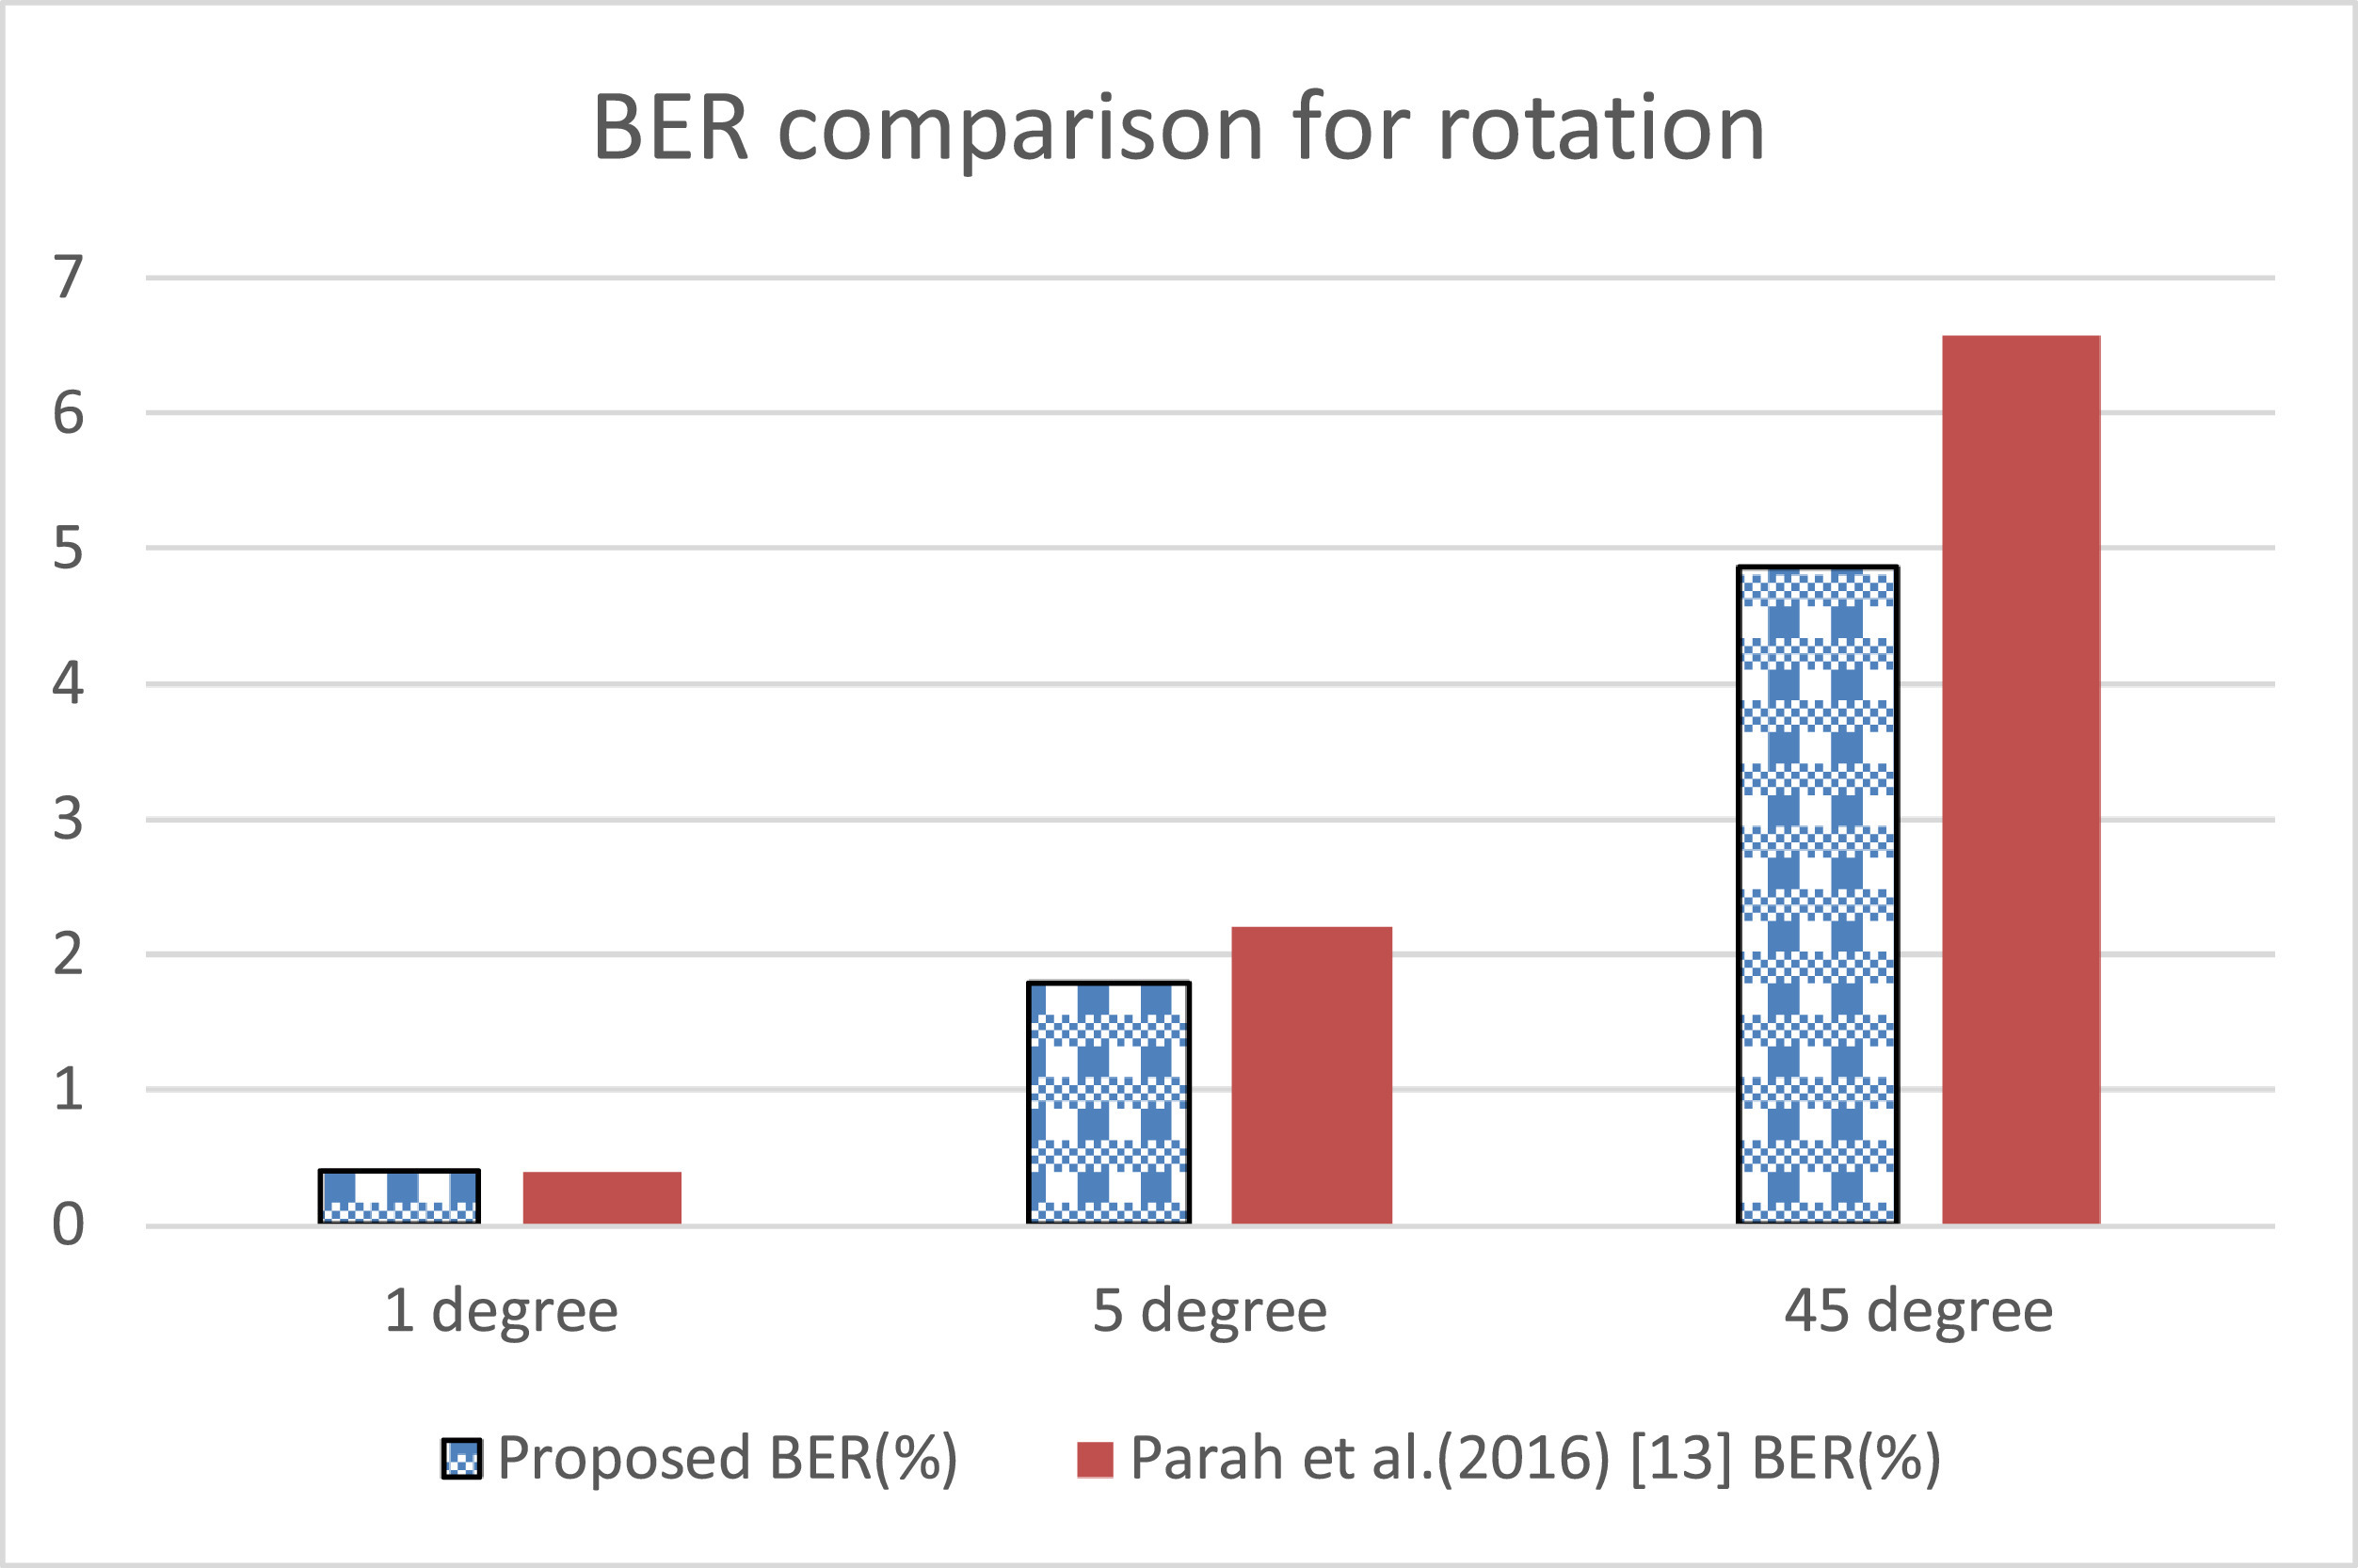 BER comparison for rotation
7
6
5
4
3
2
1
0
1 degree 5 degree 45 degree
Proposed BER(%) Parah et al.(2016) [13] BER(%)